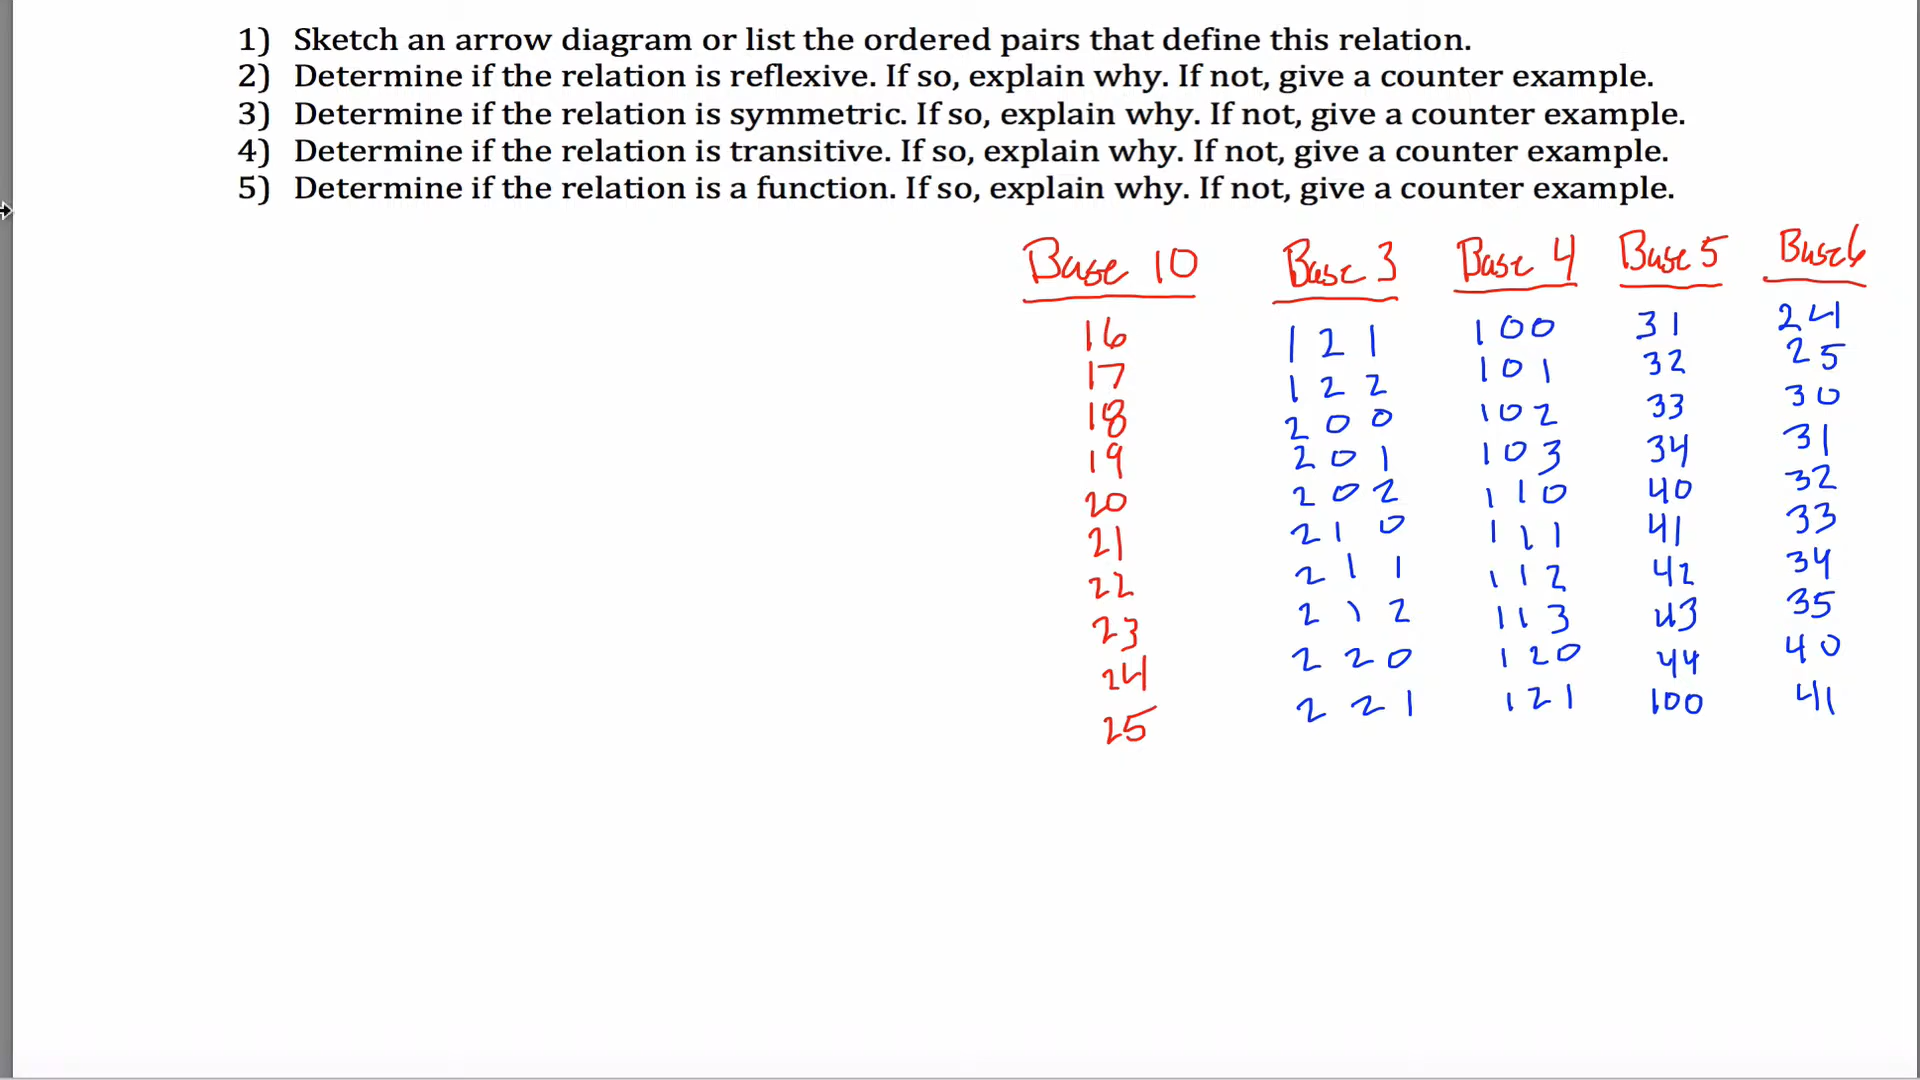 1) Sketch an arrow diagram or list the ordered pairs that define this relation.
2) Determine if the relation is reflexive. If so, explain why. If not, give a counter example.
3) Determine if the relation is symmetric. If so, explain why. If not, give a counter example.
4) Determine if the relation is transitive. If so, explain why. If not, give a counter example.
5) Determine if the relation is a function. If so, explain why. If not, give a counter example.
Base 10 Base 3 Base 4 Base 5 Base 6
16 121 100 31 24
17 122 101 32 25
18 200 102 33 30
19 201 103 34 31
20 202 110 40 32
21 210 111 41 33
22 211 112 42 34
23 212 113 43 35
24 220 120 44 40
25 221 121 100 41